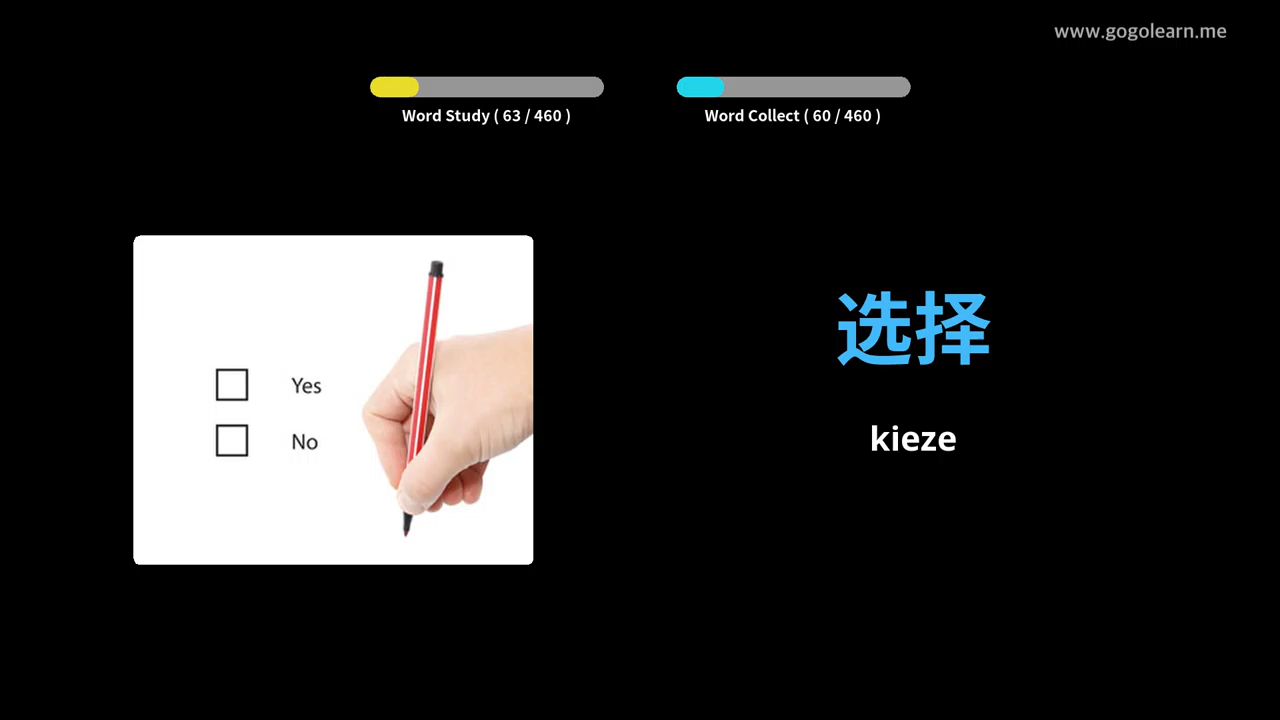 www.gogolearn.me
Word Study ( 63 / 460 )
Word Collect ( 60 / 460 )
Yes
No
选择
kieze